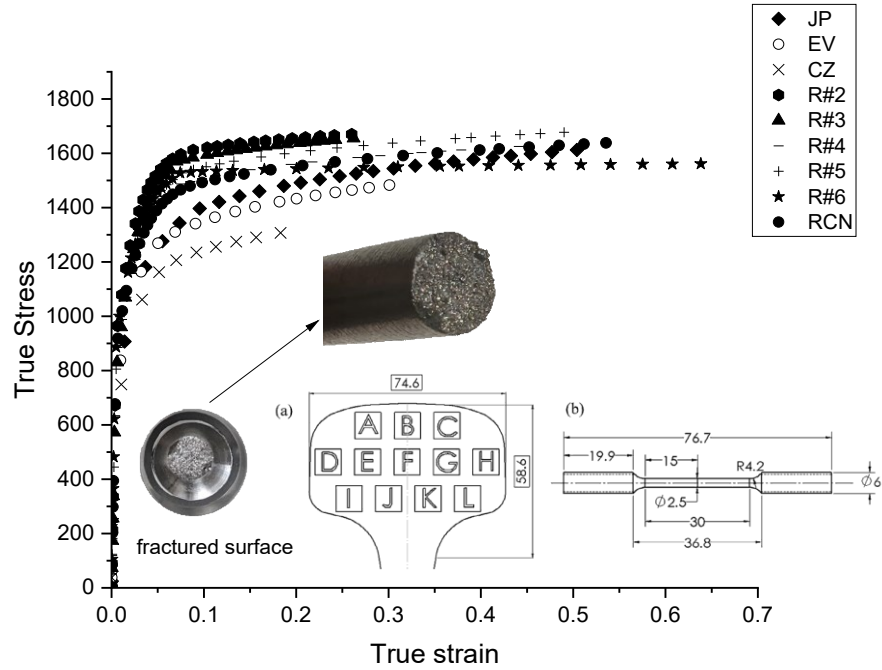 JP
EV
CZ
R#2
R#3
R#4
R#5
R#6
RCN
1800
1600
1400
1200
1000
800
600
400
200
0
True Stress
fractured surface
(a)
74.6
58.6
A B C
D E F G H
I J K L
(b)
76.7
19.9
15
R4.2
Ø6
Ø2.5
30
36.8
0.0 0.1 0.2 0.3 0.4 0.5 0.6 0.7
True strain